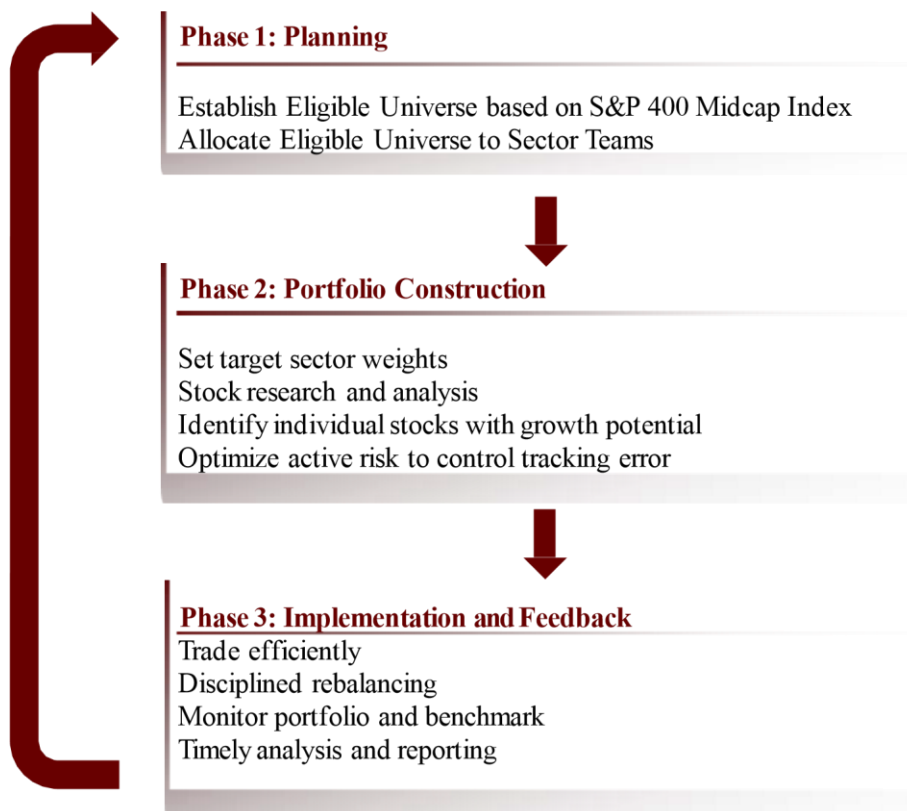 Phase 1: Planning
Establish Eligible Universe based on S&P 400 Midcap Index
Allocate Eligible Universe to Sector Teams
Phase 2: Portfolio Construction
Set target sector weights
Stock research and analysis
Identify individual stocks with growth potential
Optimize active risk to control tracking error
Phase 3: Implementation and Feedback
Trade efficiently
Disciplined rebalancing
Monitor portfolio and benchmark
Timely analysis and reporting